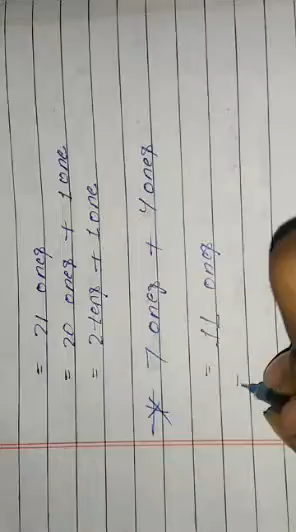 = 21 ones
= 20 ones + 1 one
= 2 tens + 1 one
* 7 ones + 4 ones
= 11 ones
=